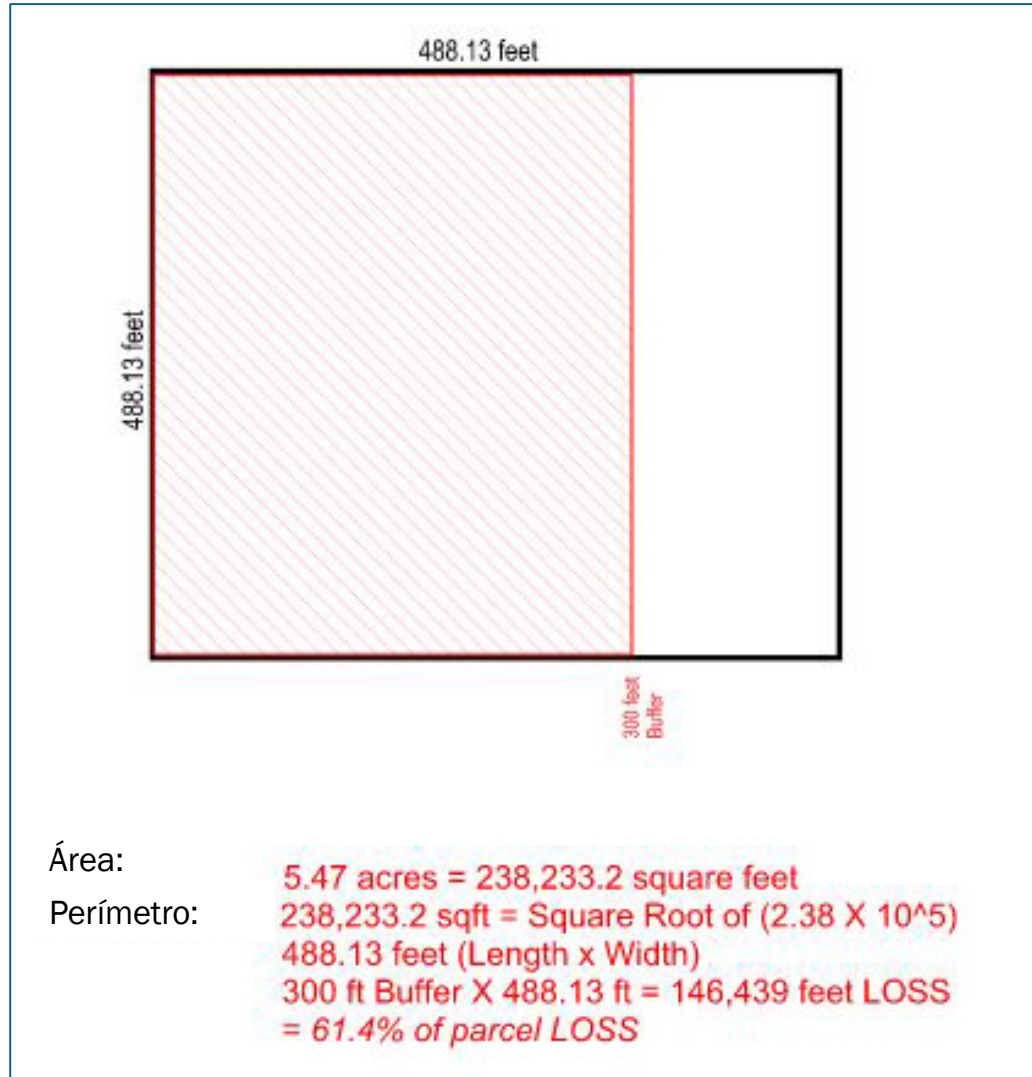 488.13 feet
488.13 feet
300 feet
Buffer
Área:
5.47 acres = 238,233.2 square feet
Perímetro:
238,233.2 sqft = Square Root of (2.38 X 10^5)
488.13 feet (Length x Width)
300 ft Buffer X 488.13 ft = 146,439 feet LOSS
= 61.4% of parcel LOSS